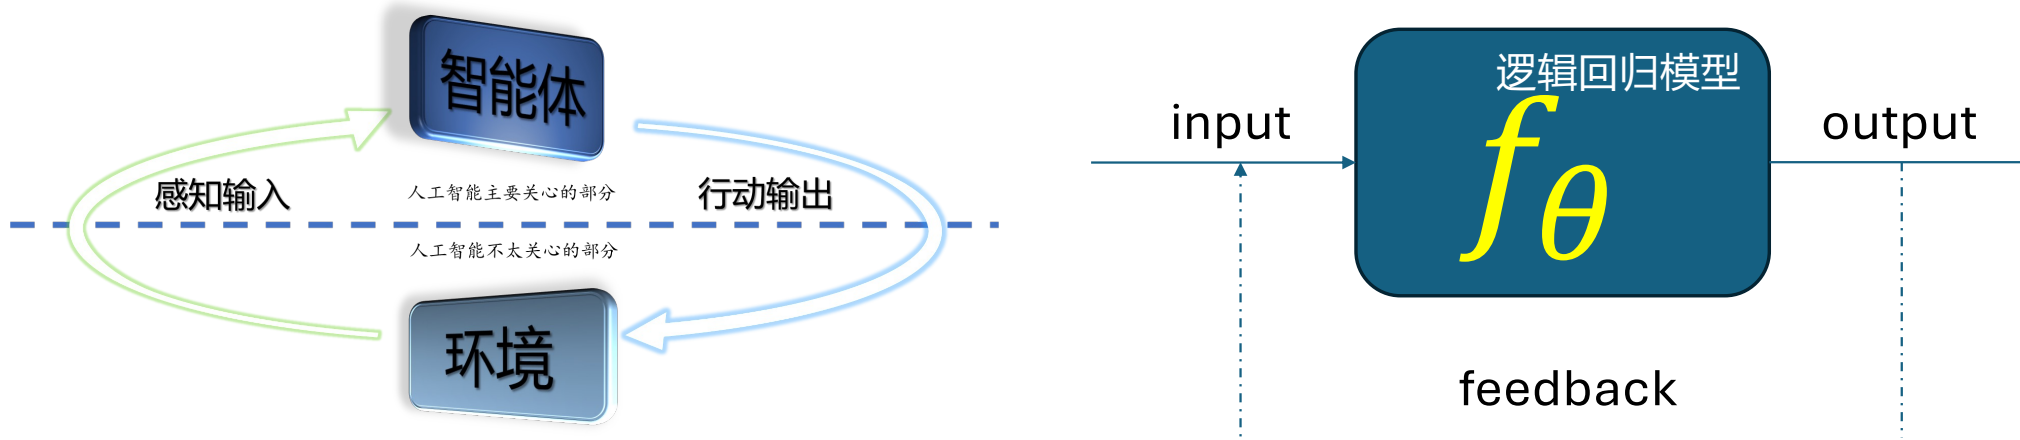 智能体
感知输入
人工智能主要关心的部分
行动输出
人工智能不太关心的部分
环境
逻辑回归模型
input
fθ
output
feedback